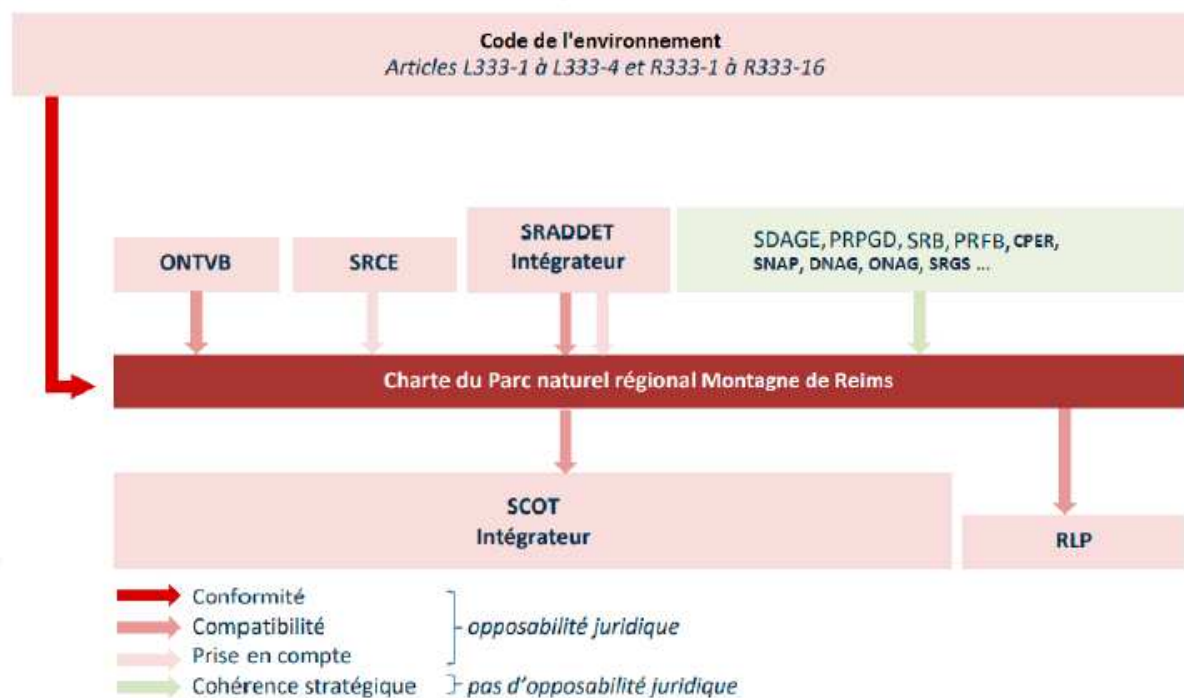 Code de l'environnement
Articles L333-1 à L333-4 et R333-1 à R333-16
ONTVB
SRCE
SRADDET
Intégrateur
SDAGE, PRPGD, SRB, PRFB, CPER,
SNAP, DNAG, ONAG, SRGS ...
Charte du Parc naturel régional Montagne de Reims
SCOT
Intégrateur
RLP
Conformité
Compatibilité
opposabilité juridique
Prise en compte
Cohérence stratégique
pas d'opposabilité juridique